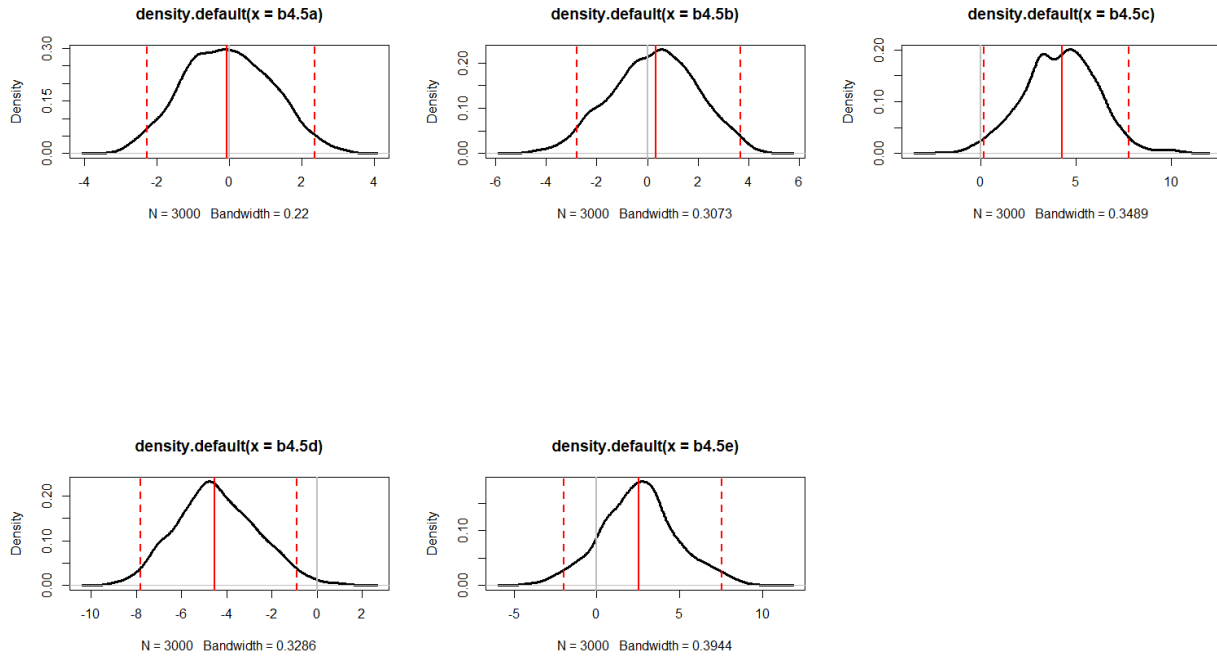 density.default(x = b4.5a)
Density
0.00 0.15 0.30
-4 -2 0 2 4
N = 3000 Bandwidth = 0.22
density.default(x = b4.5b)
Density
0.00 0.10 0.20
-6 -4 -2 0 2 4 6
N = 3000 Bandwidth = 0.3073
density.default(x = b4.5c)
Density
0.00 0.10 0.20
0 5 10
N = 3000 Bandwidth = 0.3489
density.default(x = b4.5d)
Density
0.00 0.10 0.20
-10 -8 -6 -4 -2 0 2
N = 3000 Bandwidth = 0.3286
density.default(x = b4.5e)
Density
0.00 0.10
-5 0 5 10
N = 3000 Bandwidth = 0.3944